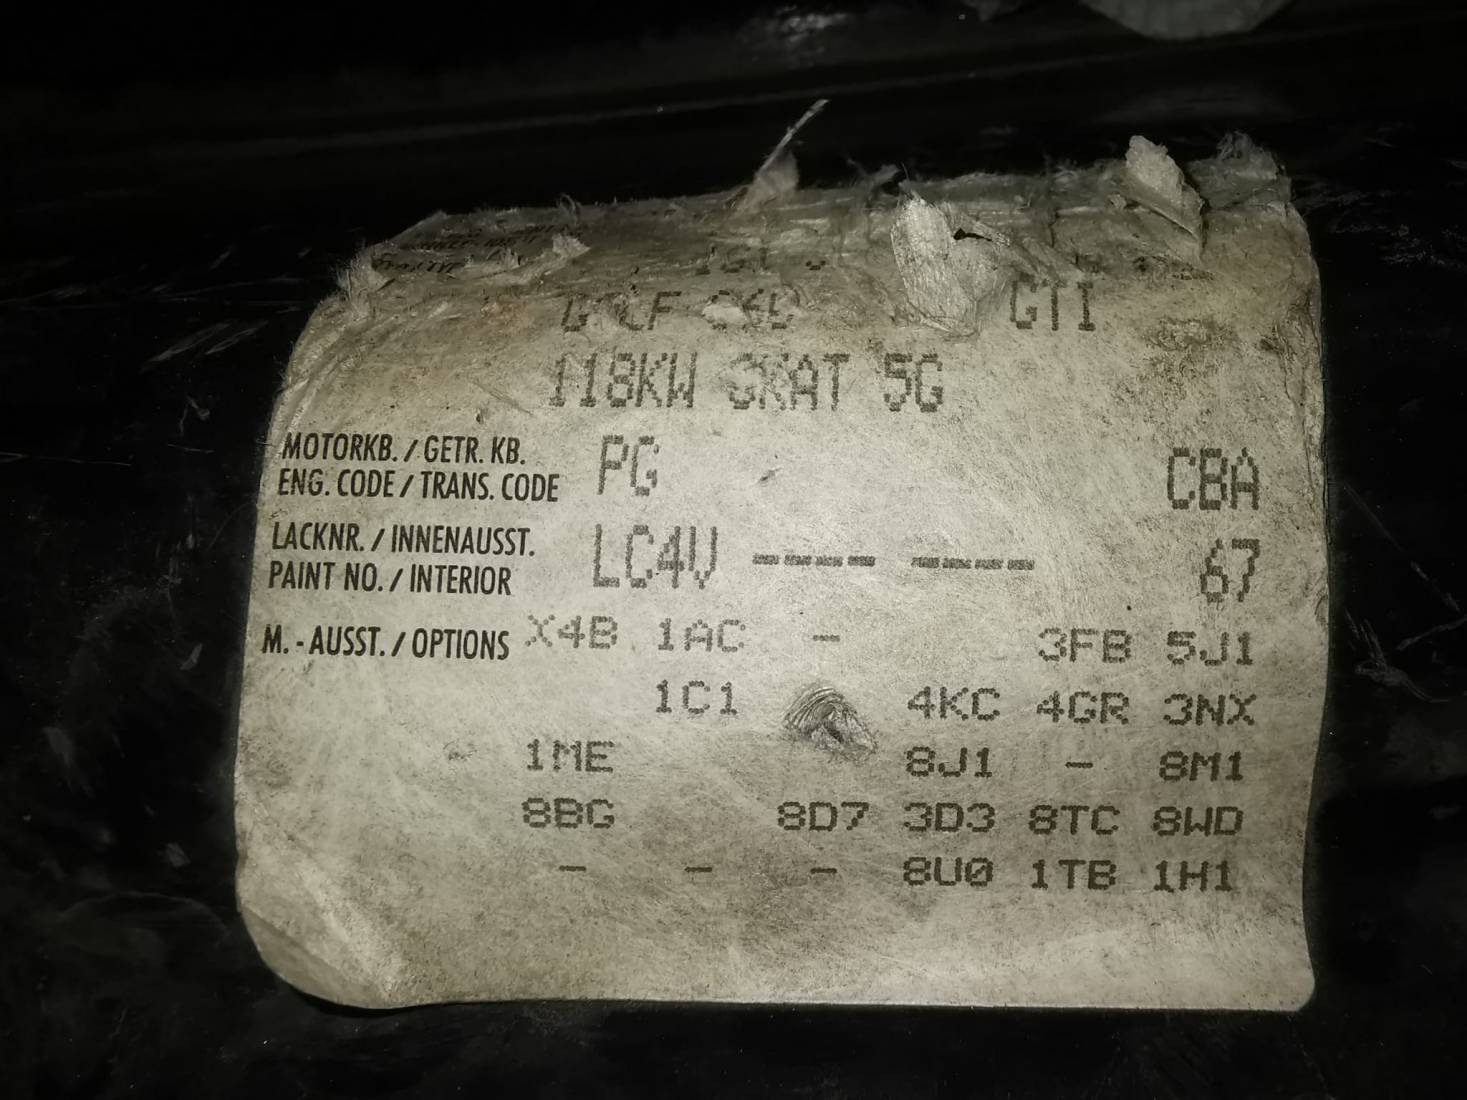 GTI
118KW 3KAT 5G
MOTORKB. / GETR. KB.
ENG. CODE / TRANS. CODE PG CBA
LACKNR. / INNENAUSST.
PAINT NO. / INTERIOR LC4V ---- ---- 67
M. - AUSST. / OPTIONS X4B 1AC - 3FB 5J1
1C1 4KC 4GR 3NX
1ME 8J1 - 8M1
8BG 8D7 3D3 8TC 8WD
- - - 8U0 1TB 1H1